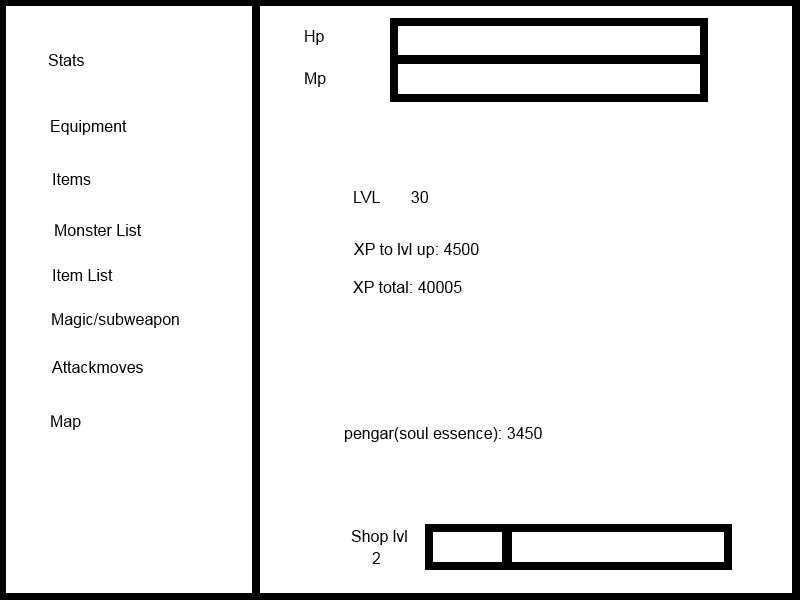 Stats
Equipment
Items
Monster List
Item List
Magic/subweapon
Attackmoves
Map
Hp
Mp
LVL 30
XP to lvl up: 4500
XP total: 40005
pengar(soul essence): 3450
Shop lvl
2